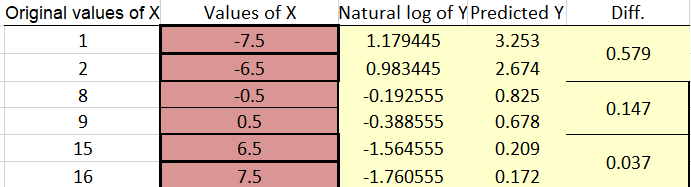 Original values of X Values of X Natural log of Y Predicted Y Diff.
1 -7.5 1.179445 3.253
0.579
2 -6.5 0.983445 2.674
8 -0.5 -0.192555 0.825
0.147
9 0.5 -0.388555 0.678
15 6.5 -1.564555 0.209
0.037
16 7.5 -1.760555 0.172